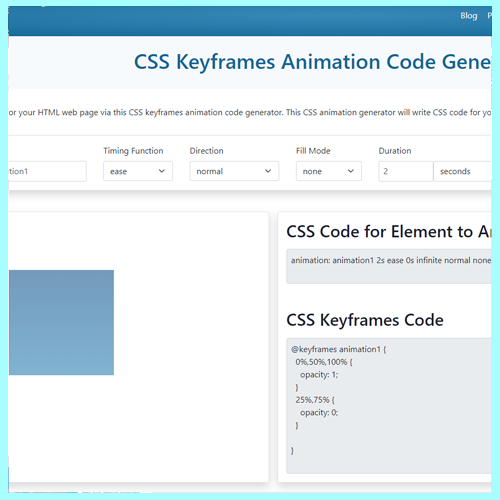 Blog
CSS Keyframes Animation Code Gene
or your HTML web page via this CSS keyframes animation code generator. This CSS animation generator will write CSS code for yo
Timing Function Direction Fill Mode Duration
tion1 ease normal none 2 seconds
CSS Code for Element to A
animation: animation1 2s ease 0s infinite normal none
CSS Keyframes Code
@keyframes animation1 {
0%,50%,100% {
opacity: 1;
}
25%,75% {
opacity: 0;
}
}